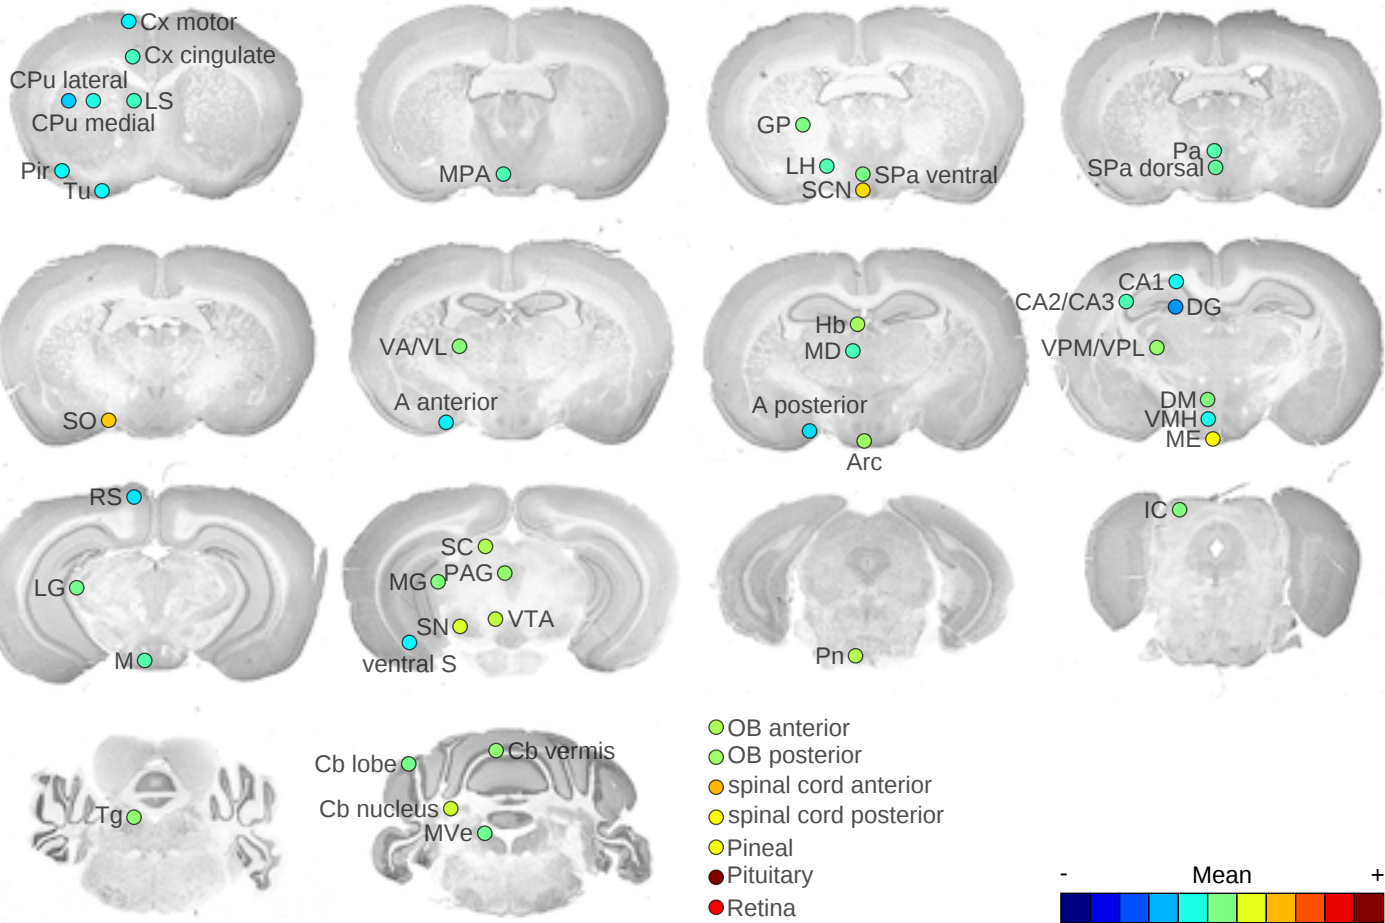 Cx motor
Cx cingulate
CPu lateral
LS
CPu medial
Pir
Tu
MPA
GP
LH
SPa ventral
SCN
Pa
SPa dorsal
SO
VA/VL
A anterior
Hb
MD
A posterior
Arc
CA1
CA2/CA3
DG
VPM/VPL
DM
VMH
ME
RS
LG
M
SC
MG
PAG
SN
VTA
ventral S
Pn
IC
Tg
Cb lobe
Cb vermis
Cb nucleus
MVe
OB anterior
OB posterior
spinal cord anterior
spinal cord posterior
Pineal
Pituitary
Retina
- Mean +